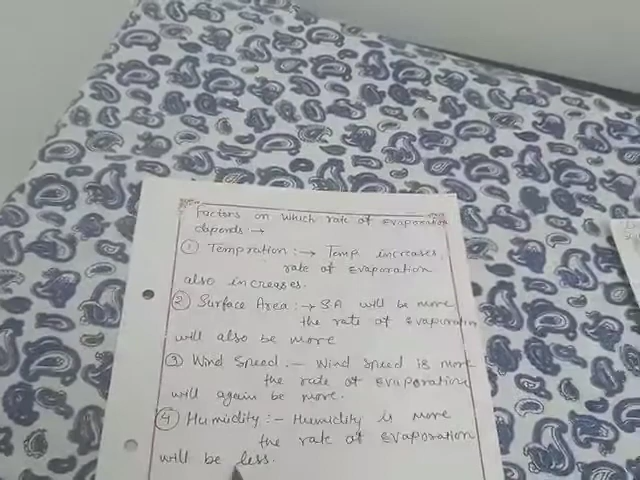 Factors on which rate of Evaporation
depends →
① Tempration :→ Temp increases,
rate of Evaporation
also increases.
② Surface Area :→ SA will be more
the rate of Evaporation
will also be more
③ Wind Speed. – Wind speed is more
the rate of evaporation
will again be more.
④ Humidity :– Humidity is more
the rate of Evaporation
will be less.